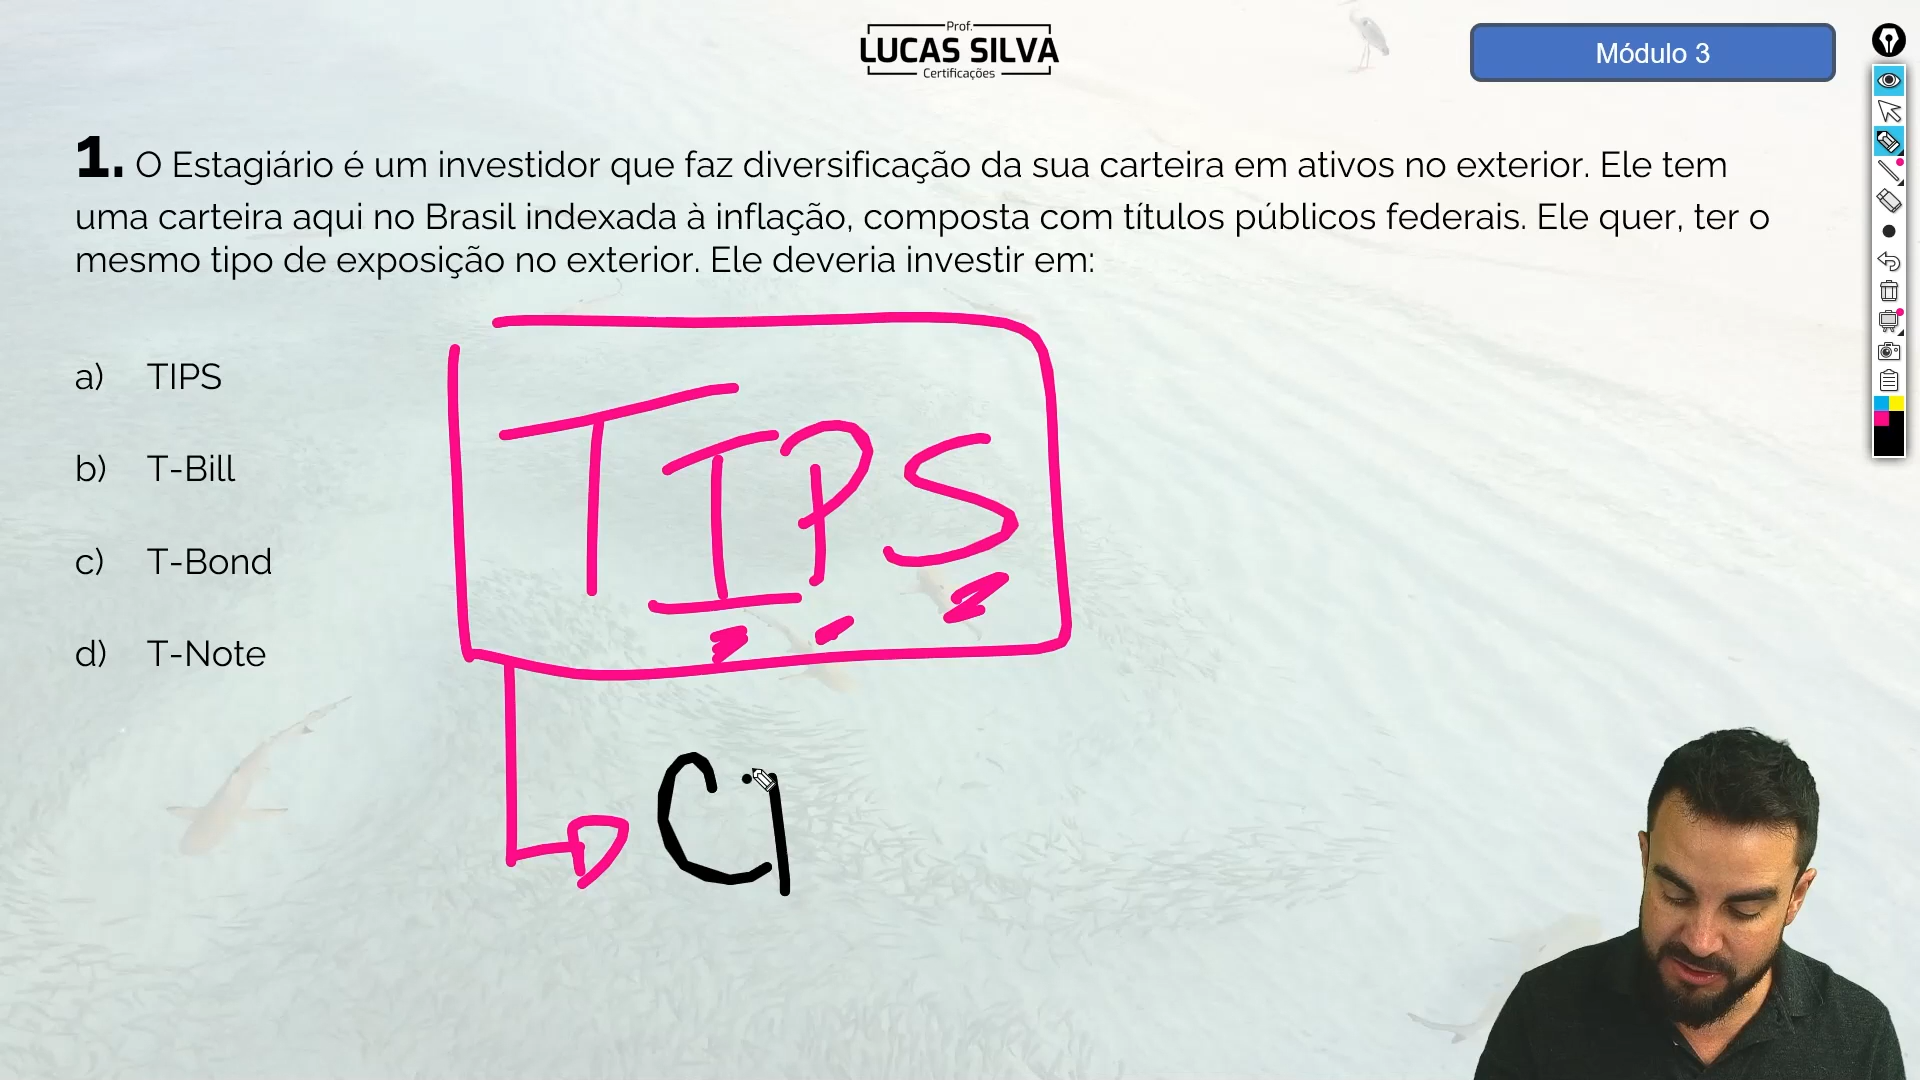 Prof.
LUCAS SILVA
Certificações
Módulo 3
1. O Estagiário é um investidor que faz diversificação da sua carteira em ativos no exterior. Ele tem
uma carteira aqui no Brasil indexada à inflação, composta com títulos públicos federais. Ele quer, ter o
mesmo tipo de exposição no exterior. Ele deveria investir em:
a) TIPS
b) T-Bill
c) T-Bond
d) T-Note
TIPS
CI